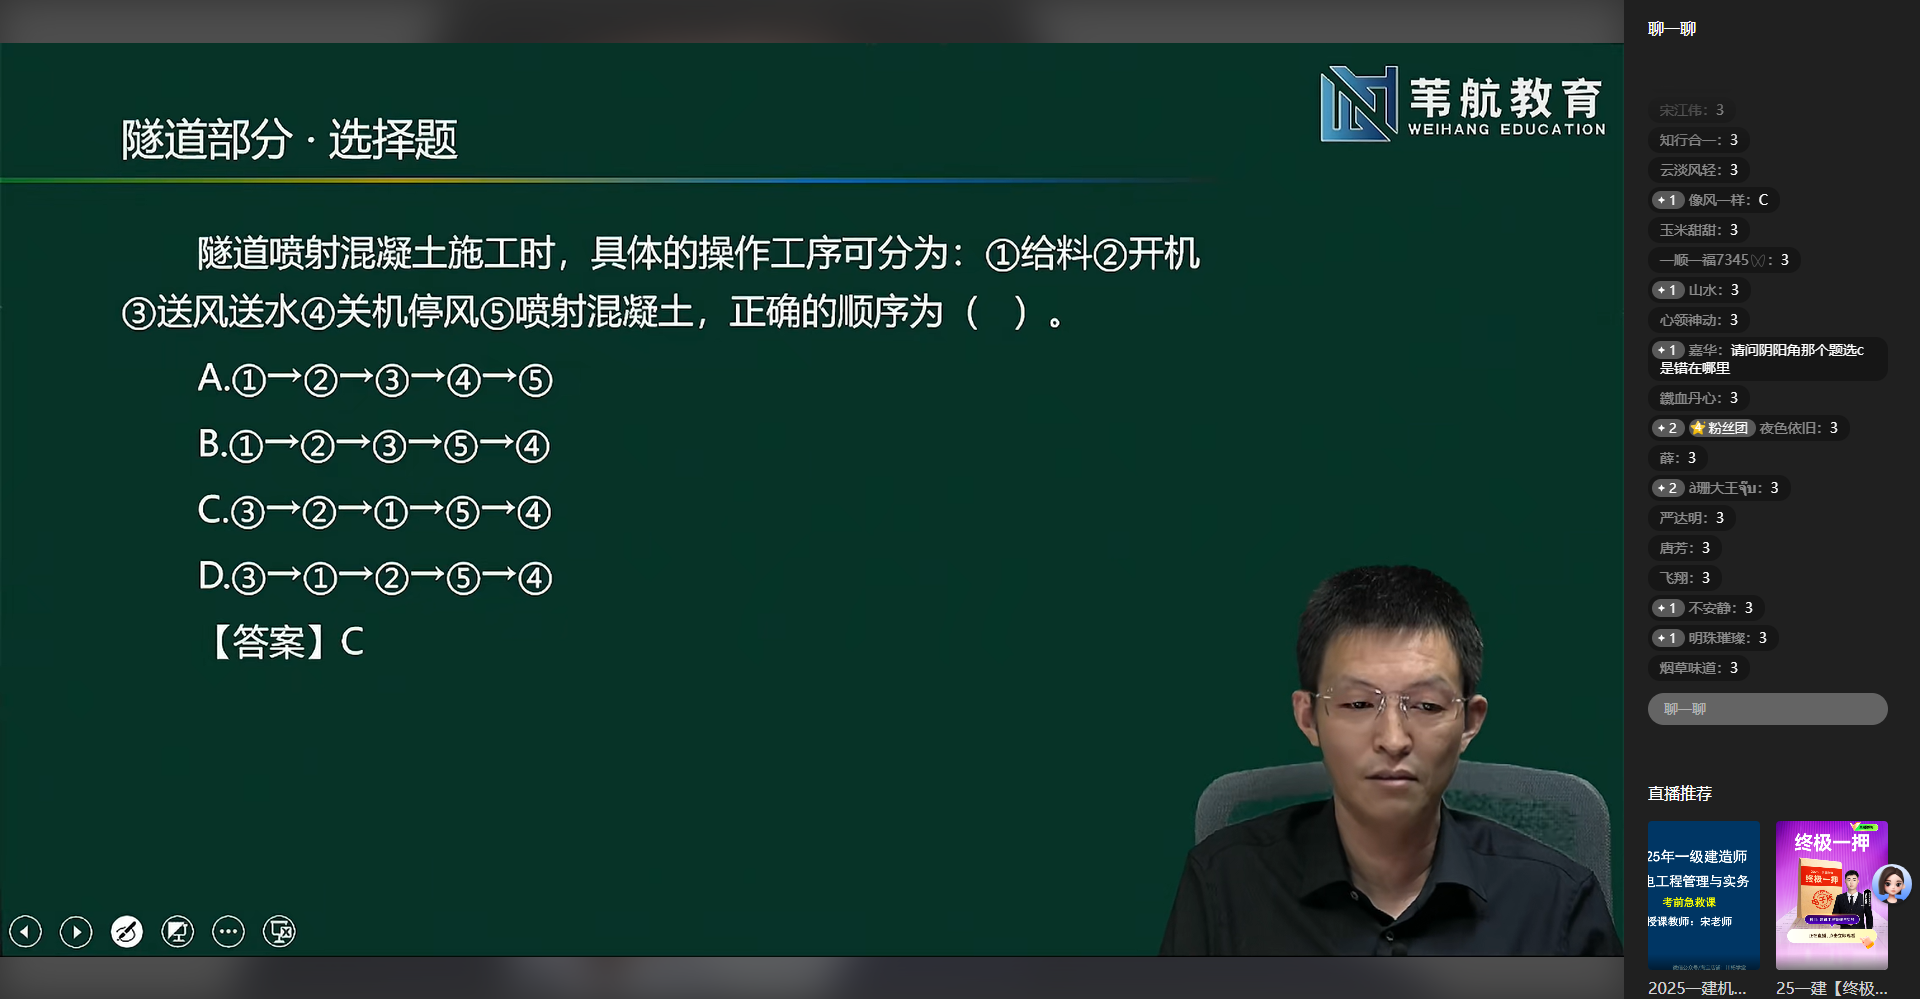 聊一聊
苇航教育
WEIHANG EDUCATION
隧道部分·选择题
隧道喷射混凝土施工时，具体的操作工序可分为：①给料②开机
③送风送水④关机停风⑤喷射混凝土，正确的顺序为（ ）。
A.①→②→③→④→⑤
B.①→②→③→⑤→④
C.③→②→①→⑤→④
D.③→①→②→⑤→④
【答案】C
宋江伟：3
知行合一：3
云淡风轻：3
+1 像风一样：C
玉米甜甜：3
一顺一福7345：3
+1 山水：3
心领神动：3
+1 嘉华：请问阴阳角那个题选c
是错在哪里
鐵血丹心：3
+2 粉丝团 夜色依旧：3
薛：3
+2 à珊大王：3
严达明：3
唐芳：3
飞翔：3
+1 不安静：3
+1 明珠璀璨：3
烟草味道：3
聊一聊
直播推荐
25年一级建造师
工程管理与实务
考前急救课
授课教师：宋老师
终极一押
终极一押
2025一建机...
25一建【终极...